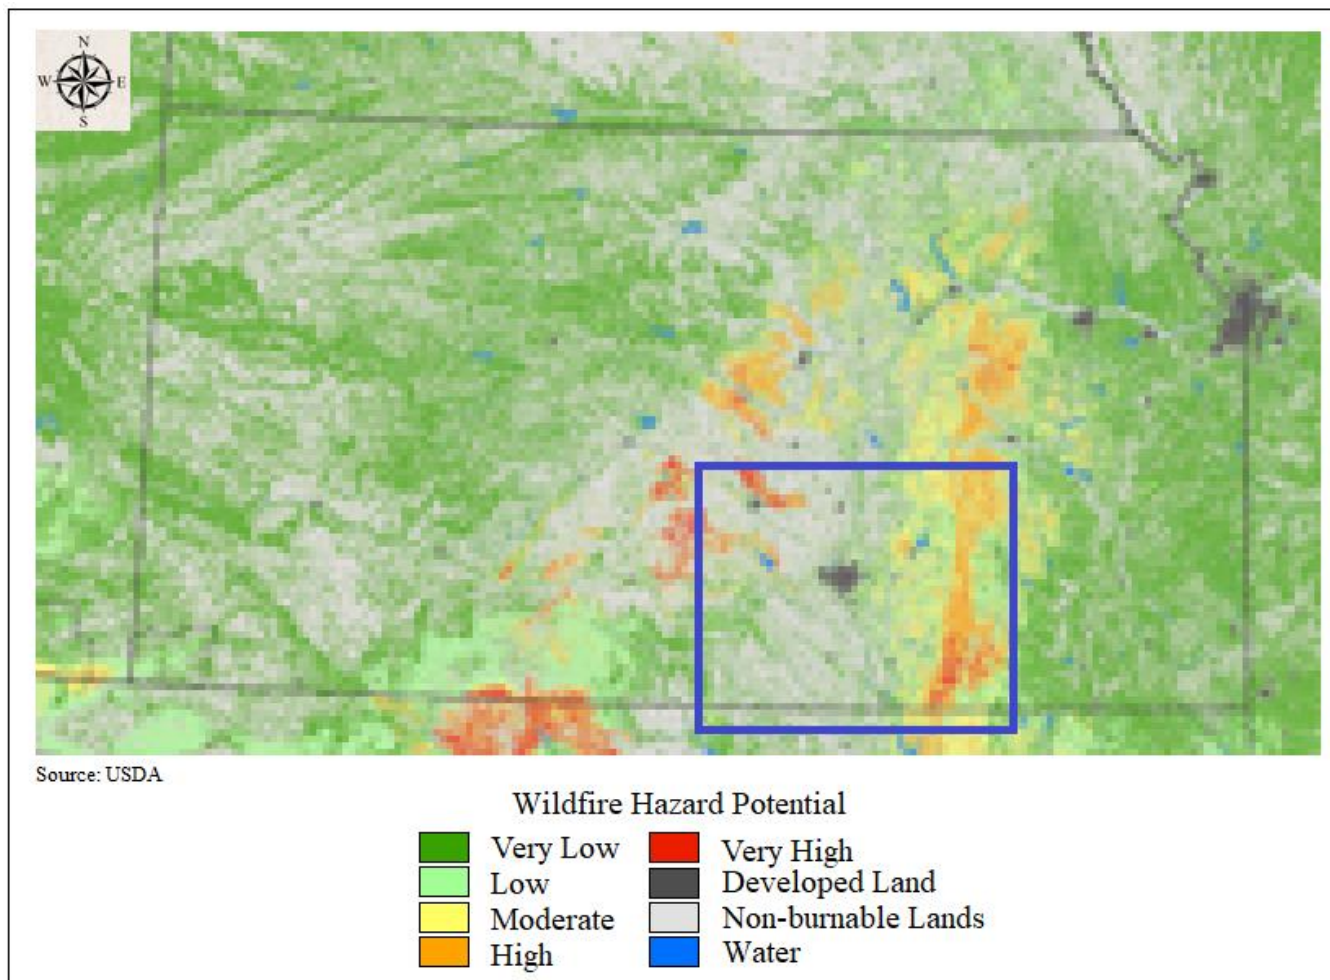 N
W E
S
Source: USDA
Wildfire Hazard Potential
Very Low
Low
Moderate
High
Very High
Developed Land
Non-burnable Lands
Water